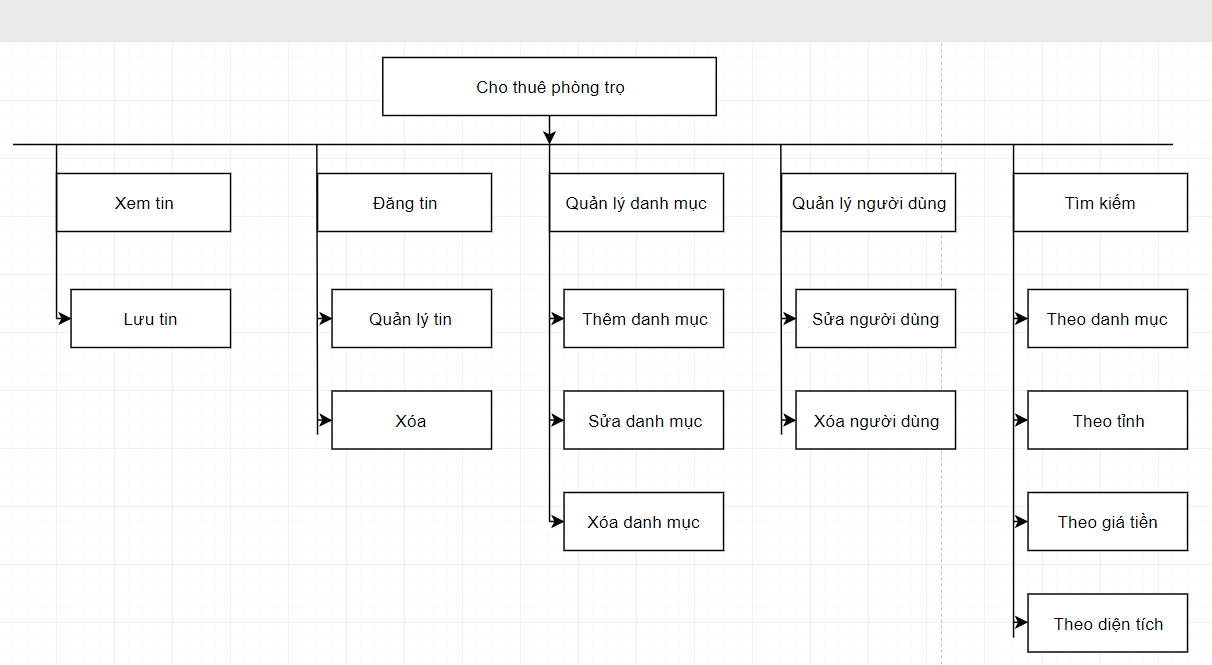 Cho thuê phòng trọ
Xem tin
Đăng tin
Quản lý danh mục
Quản lý người dùng
Tìm kiếm
Lưu tin
Quản lý tin
Thêm danh mục
Sửa người dùng
Theo danh mục
Xóa
Sửa danh mục
Xóa người dùng
Theo tỉnh
Xóa danh mục
Theo giá tiền
Theo diện tích